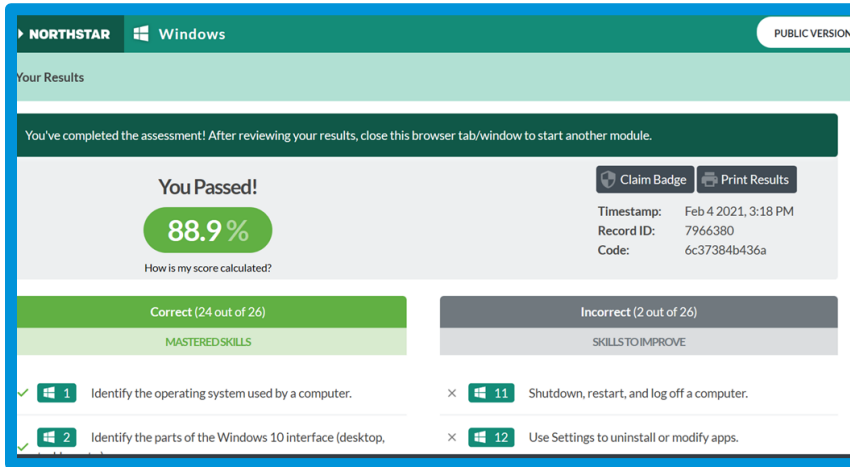 NORTHSTAR Windows PUBLIC VERSION
Your Results
You've completed the assessment! After reviewing your results, close this browser tab/window to start another module.
You Passed!
88.9 %
How is my score calculated?
Claim Badge Print Results
Timestamp: Feb 4 2021, 3:18 PM
Record ID: 7966380
Code: 6c37384b436a
Correct (24 out of 26)
MASTERED SKILLS
1 Identify the operating system used by a computer.
2 Identify the parts of the Windows 10 interface (desktop,
Incorrect (2 out of 26)
SKILLS TO IMPROVE
11 Shutdown, restart, and log off a computer.
12 Use Settings to uninstall or modify apps.